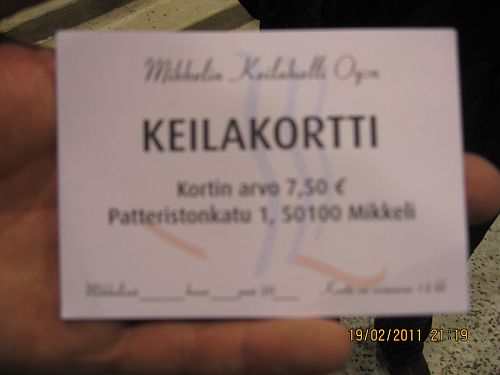 Mikkelin Keilahalli Oy:n
KEILAKORTTI
Kortin arvo 7,50 €
Patteristonkatu 1, 50100 Mikkeli
19/02/2011 21:19